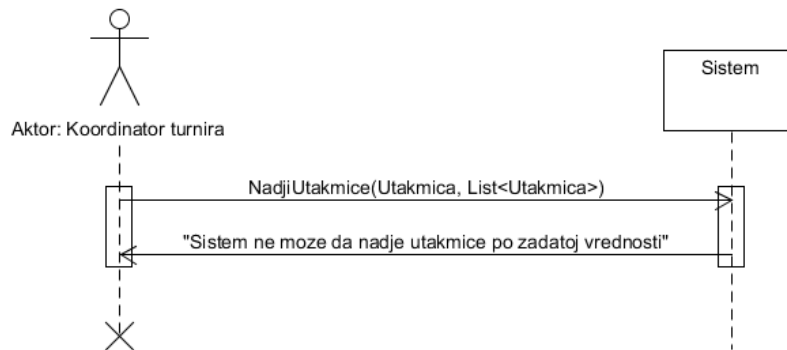 Sistem
Aktor: Koordinator turnira
NadjiUtakmice(Utakmica, List<Utakmica>)
"Sistem ne moze da nadje utakmice po zadatoj vrednosti"